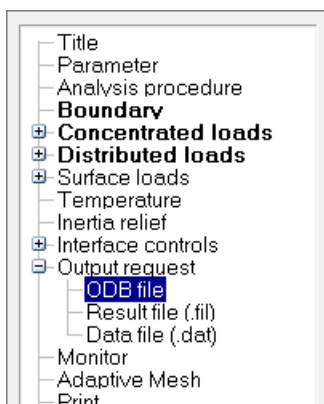 Title
Parameter
Analysis procedure
Boundary
Concentrated loads
Distributed loads
Surface loads
Temperature
Inertia relief
Interface controls
Output request
ODB file
Result file (.fil)
Data file (.dat)
Monitor
Adaptive Mesh
Print